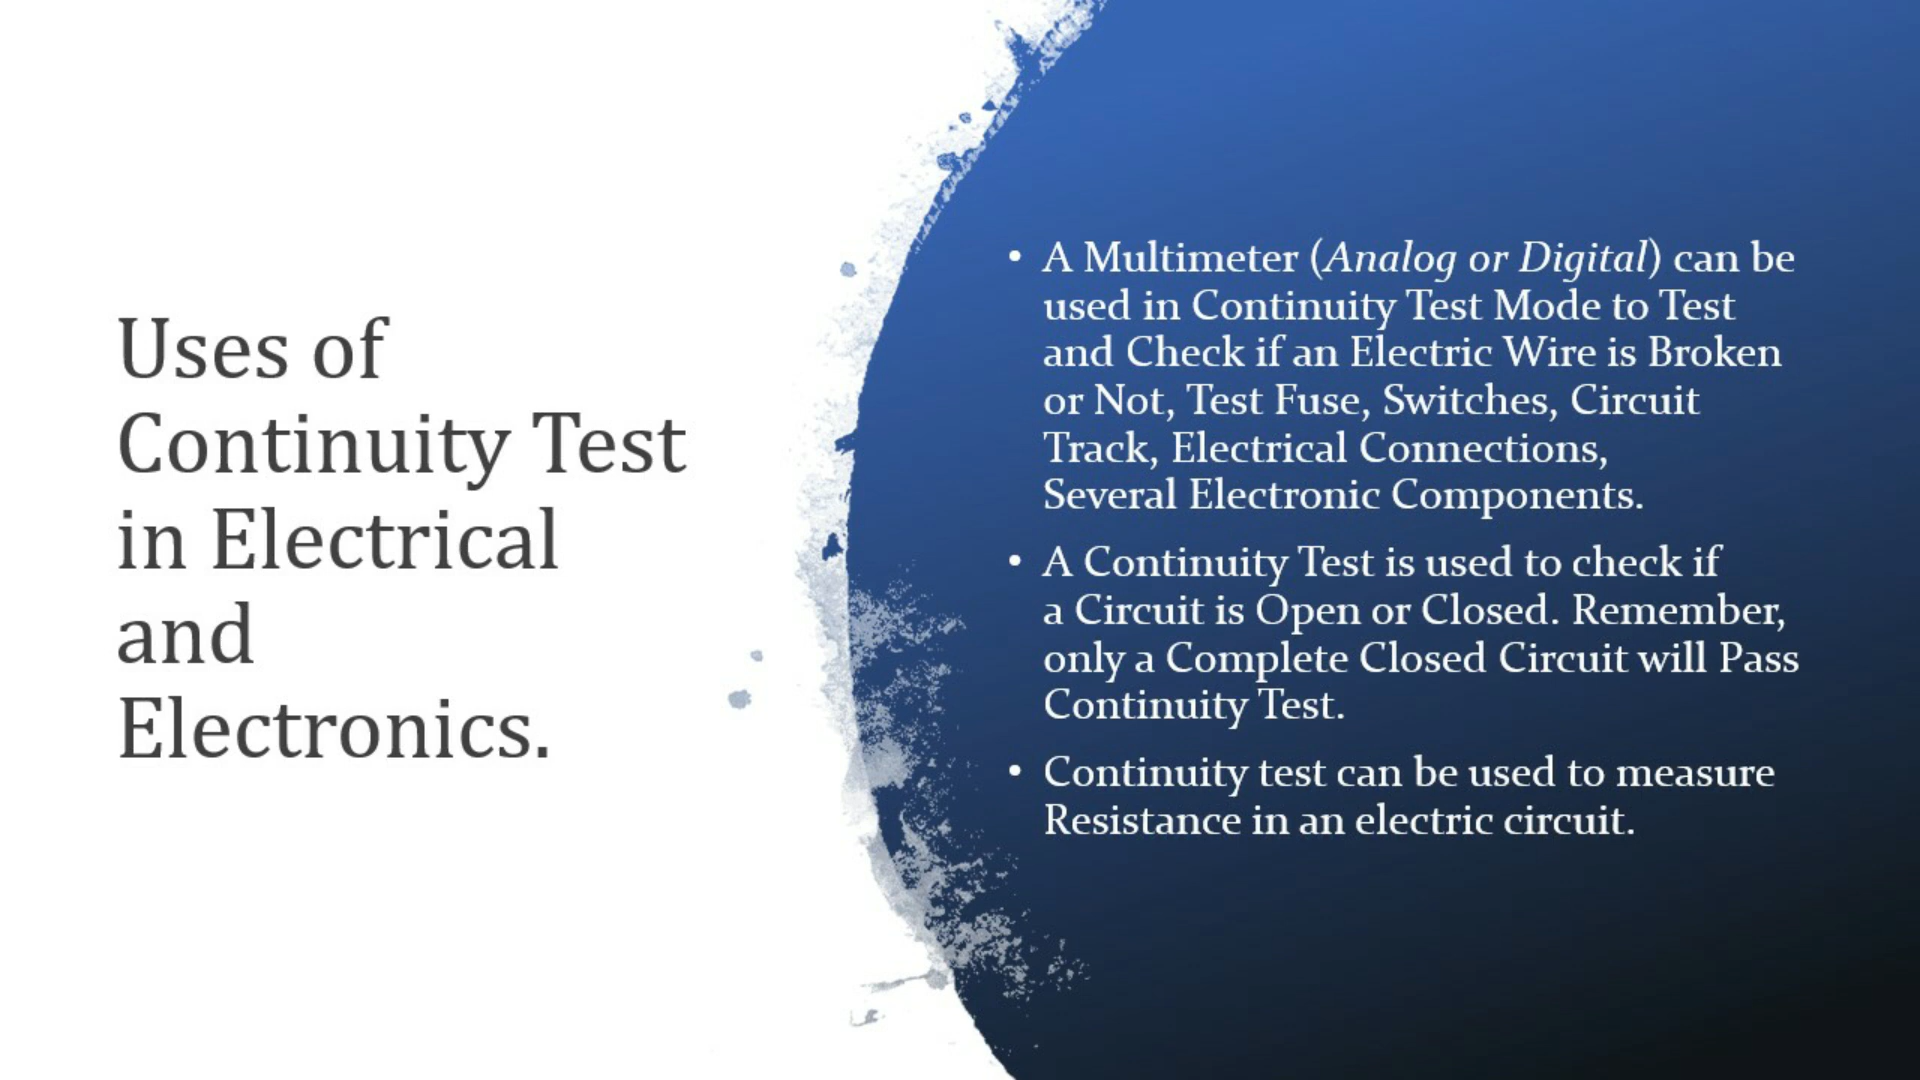 Uses of
Continuity Test
in Electrical
and
Electronics.
• A Multimeter (Analog or Digital) can be
used in Continuity Test Mode to Test
and Check if an Electric Wire is Broken
or Not, Test Fuse, Switches, Circuit
Track, Electrical Connections,
Several Electronic Components.
• A Continuity Test is used to check if
a Circuit is Open or Closed. Remember,
only a Complete Closed Circuit will Pass
Continuity Test.
• Continuity test can be used to measure
Resistance in an electric circuit.